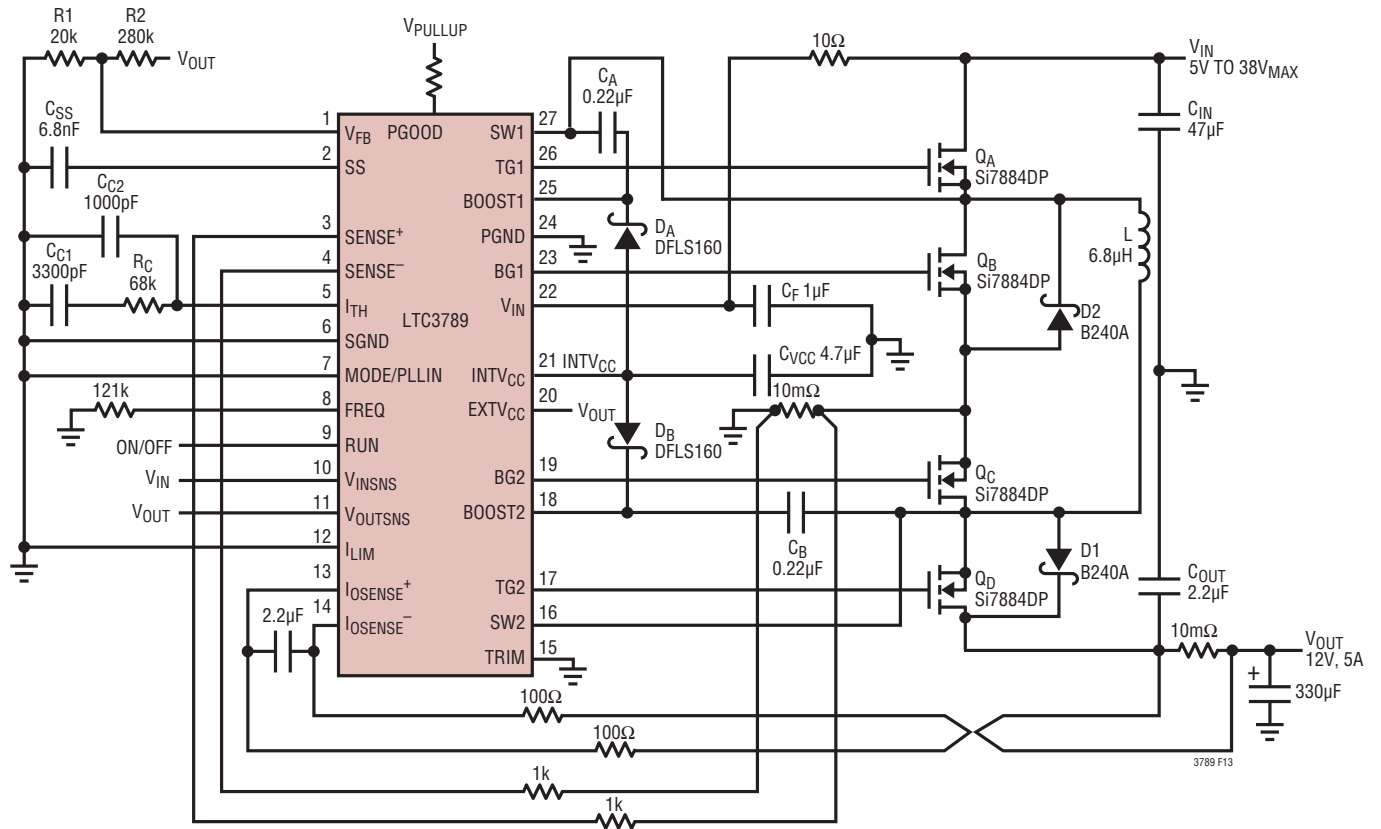 R1
20k
R2
280k
VOUT
VPULLUP
CSS
6.8nF
CC2
1000pF
CC1
3300pF
RC
68k
121k
ON/OFF
VIN
VOUT
2.2µF
1
2
3
4
5
6
7
8
9
10
11
12
13
14
VFB
PGOOD
SS
SENSE+
SENSE–
ITH
LTC3789
SGND
MODE/PLLIN
FREQ
RUN
VINSNS
VOUTSNS
ILIM
IOSENSE+
IOSENSE–
SW1
TG1
BOOST1
PGND
BG1
VIN
INTVCC
EXTVCC
BG2
BOOST2
TG2
SW2
TRIM
27
26
25
24
23
22
21 INTVCC
20
VOUT
19
18
17
16
15
CA
0.22µF
DA
DFLS160
CF 1µF
CVCC 4.7µF
10mΩ
DB
DFLS160
CB
0.22µF
10Ω
VIN
5V TO 38VMAX
CIN
47µF
QA
Si7884DP
QB
Si7884DP
L
6.8µH
D2
B240A
QC
Si7884DP
QD
Si7884DP
D1
B240A
COUT
2.2µF
10mΩ
VOUT
12V, 5A
+
330µF
100Ω
100Ω
1k
1k
3789 F13